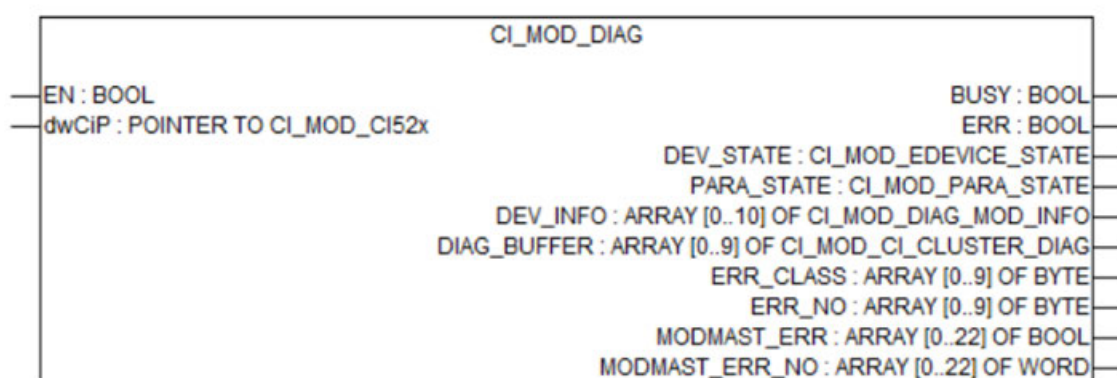 CI_MOD_DIAG
EN : BOOL
BUSY : BOOL
dwCiP : POINTER TO CI_MOD_CI52x
ERR : BOOL
DEV_STATE : CI_MOD_EDEVICE_STATE
PARA_STATE : CI_MOD_PARA_STATE
DEV_INFO : ARRAY [0..10] OF CI_MOD_DIAG_MOD_INFO
DIAG_BUFFER : ARRAY [0..9] OF CI_MOD_CI_CLUSTER_DIAG
ERR_CLASS : ARRAY [0..9] OF BYTE
ERR_NO : ARRAY [0..9] OF BYTE
MODMAST_ERR : ARRAY [0..22] OF BOOL
MODMAST_ERR_NO : ARRAY [0..22] OF WORD